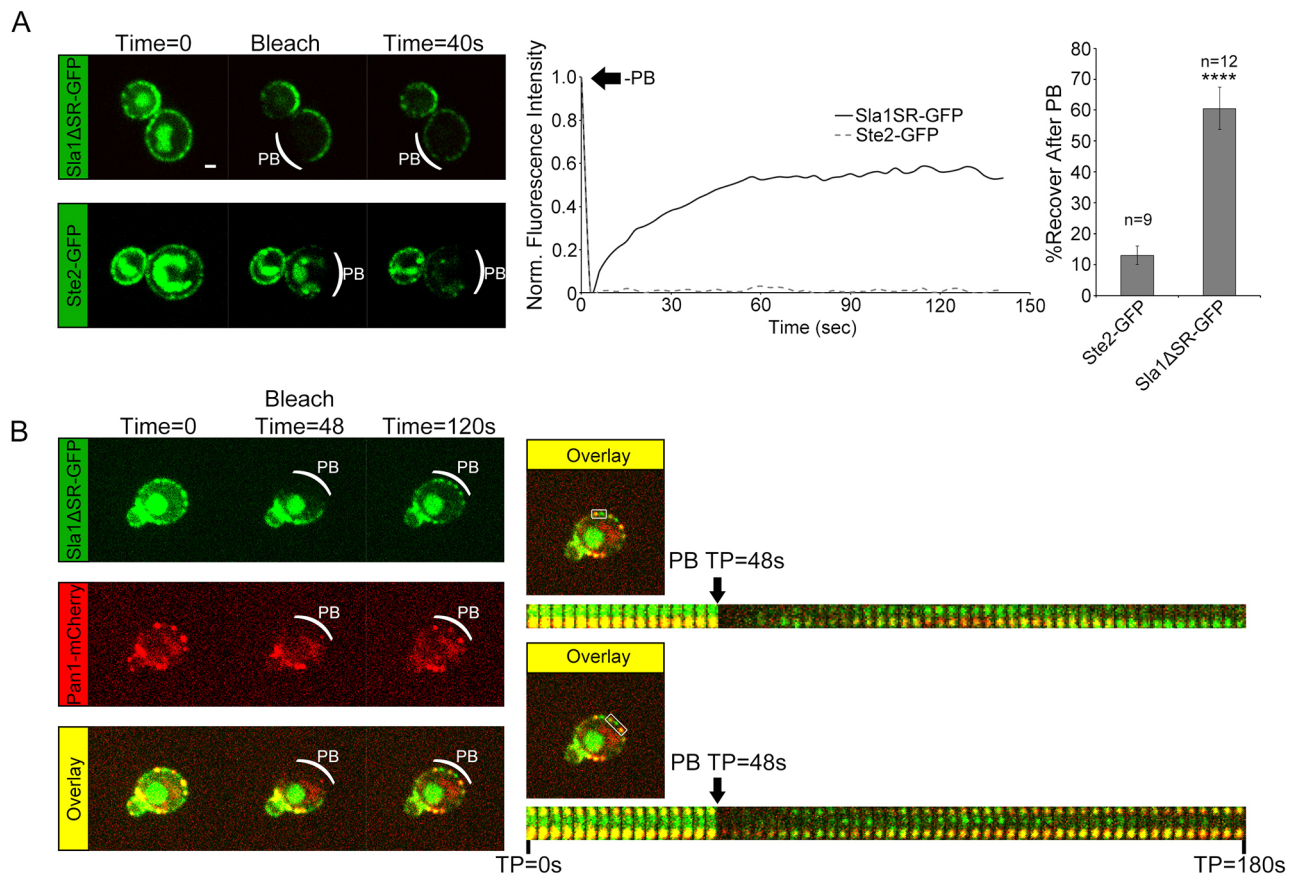 A
Time=0 Bleach Time=40s
Sla1ΔSR-GFP
PB PB
Ste2-GFP
PB PB
Norm. Fluorescence Intensity
1.0
0.8
0.6
0.4
0.2
0
-PB
Sla1SR-GFP
Ste2-GFP
0 30 60 90 120 150
Time (sec)
%Recover After PB
80
70
60
50
40
30
20
10
0
n=9
n=12
****
Ste2-GFP
Sla1ΔSR-GFP
B
Bleach
Time=0 Time=48 Time=120s
Sla1ΔSR-GFP
PB PB
Pan1-mCherry
PB PB
Overlay
PB PB
Overlay
PB TP=48s
Overlay
PB TP=48s
TP=0s TP=180s